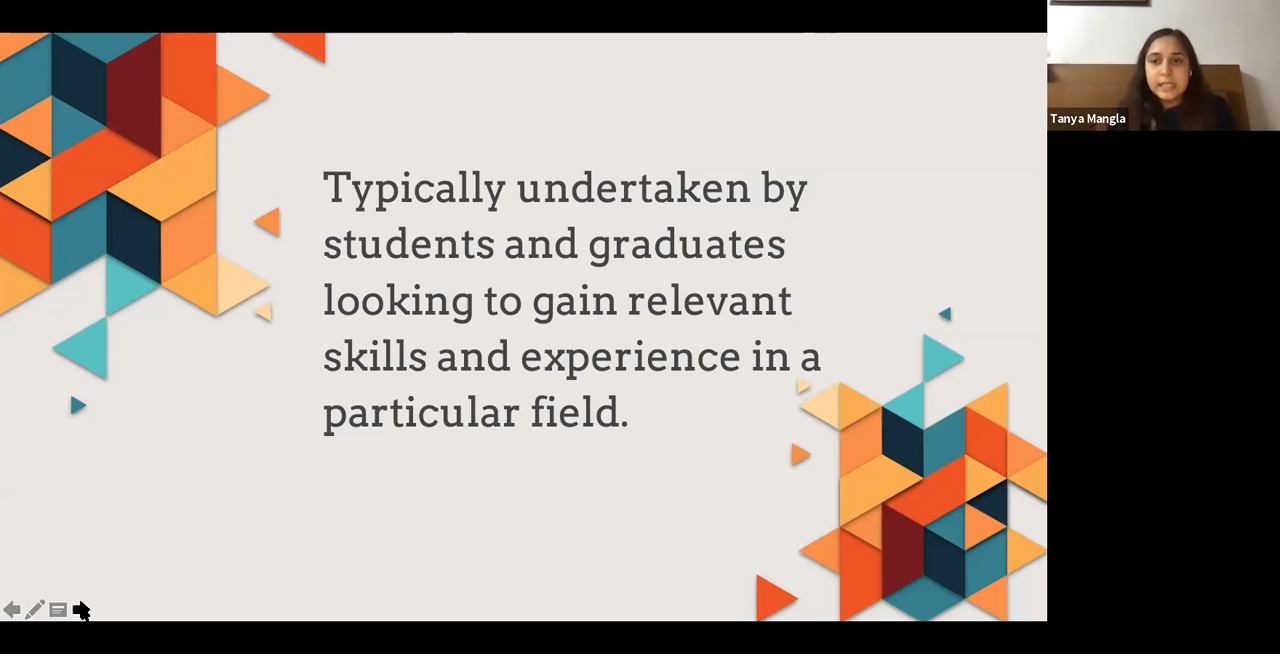 Typically undertaken by
students and graduates
looking to gain relevant
skills and experience in a
particular field.
Tanya Mangla